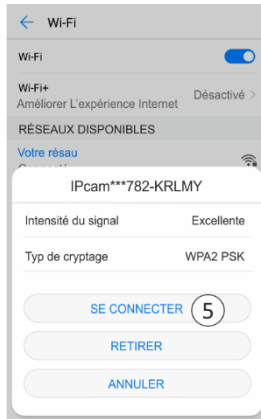 ← Wi-Fi
Wi-Fi
Wi-Fi+
Améliorer L'expérience Internet
Désactivé >
RÉSEAUX DISPONIBLES
Votre résau
IPcam***782-KRLMY
Intensité du signal Excellente
Typ de cryptage WPA2 PSK
SE CONNECTER 5
RETIRER
ANNULER